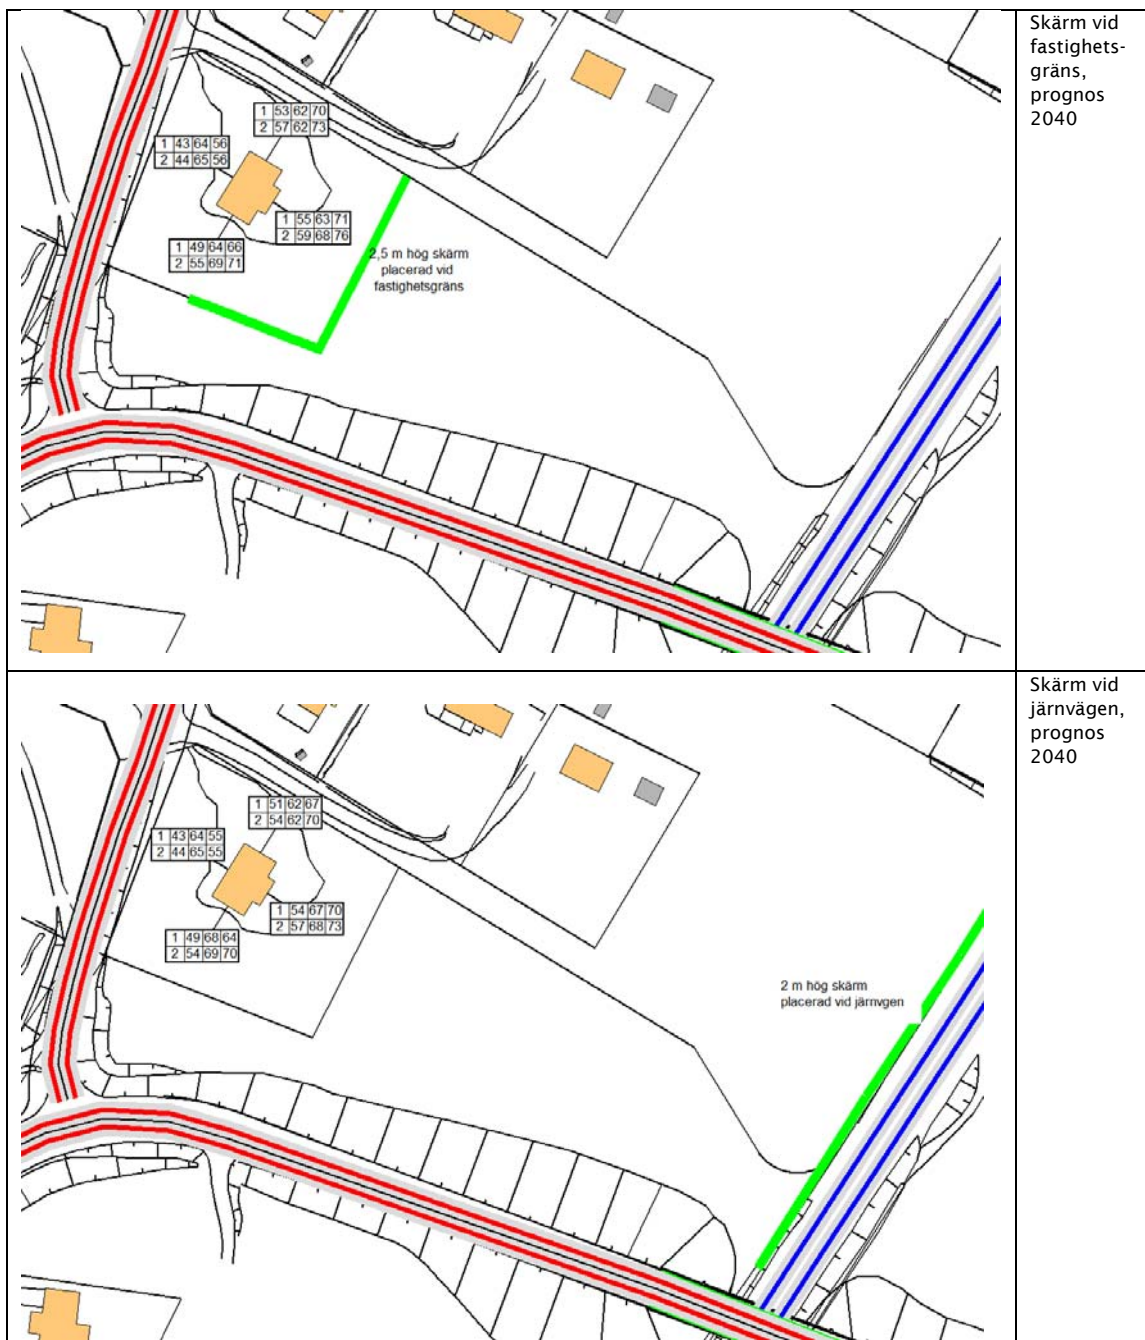 Skärm vid
fastighets-
gräns,
prognos
2040
1 53 62 70
2 57 62 73
1 43 64 56
2 44 65 56
1 55 63 71
2 59 68 76
1 49 64 66
2 55 69 71
2,5 m hög skärm
placerad vid
fastighetsgräns
Skärm vid
järnvägen,
prognos
2040
1 51 62 67
2 54 62 70
1 43 64 55
2 44 65 55
1 54 67 70
2 57 68 73
1 49 68 64
2 54 69 70
2 m hög skärm
placerad vid järnvgen